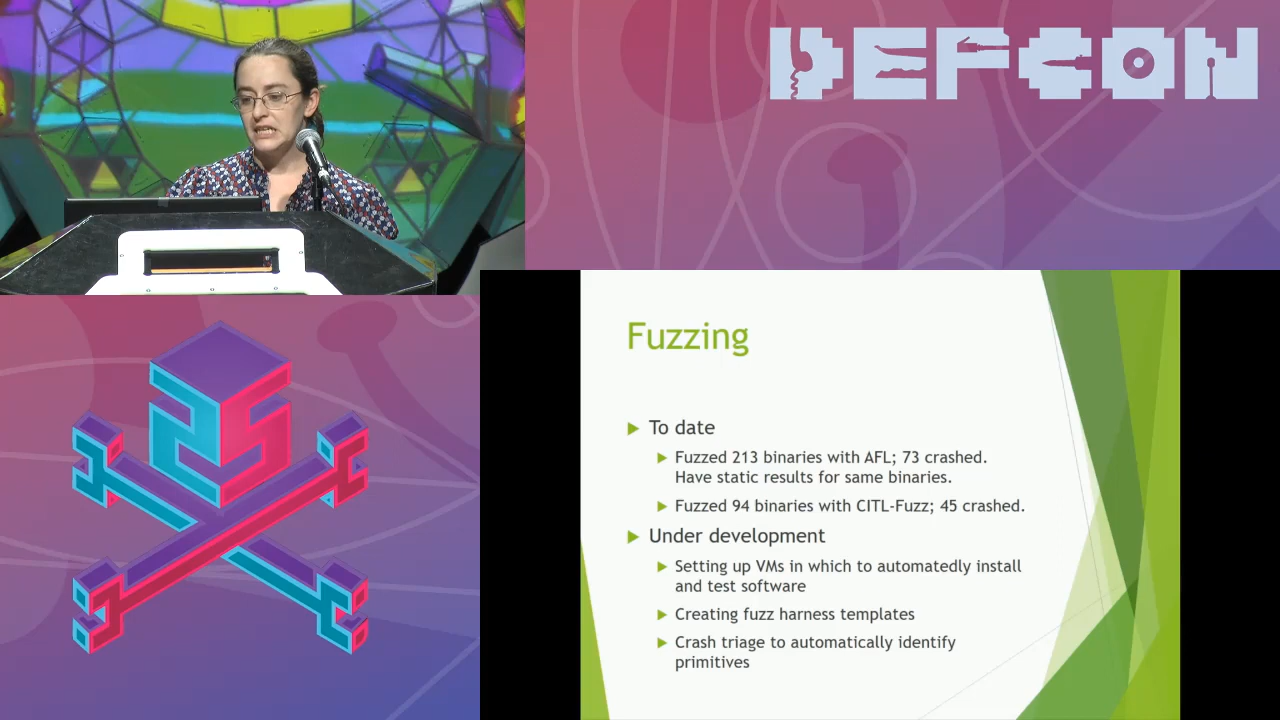 DEFCON
25
Fuzzing
To date
Fuzzed 213 binaries with AFL; 73 crashed.
Have static results for same binaries.
Fuzzed 94 binaries with CITL-Fuzz; 45 crashed.
Under development
Setting up VMs in which to automatedly install
and test software
Creating fuzz harness templates
Crash triage to automatically identify
primitives